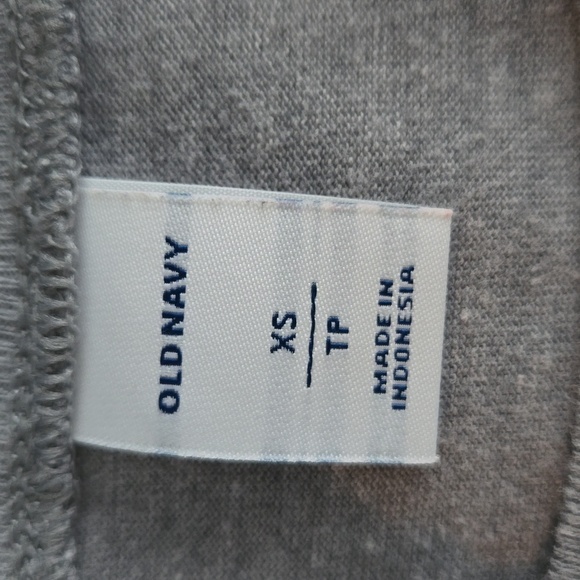 OLD NAVY
XS
TP
MADE IN
INDONESIA